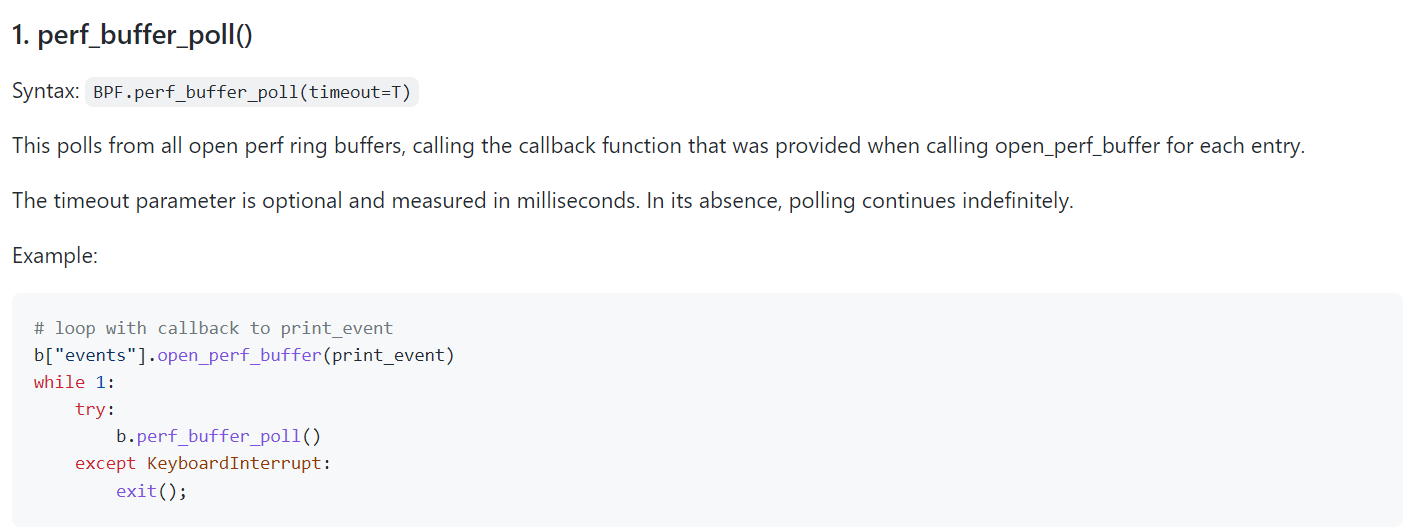 1. perf_buffer_poll()
Syntax: BPF.perf_buffer_poll(timeout=T)
This polls from all open perf ring buffers, calling the callback function that was provided when calling open_perf_buffer for each entry.
The timeout parameter is optional and measured in milliseconds. In its absence, polling continues indefinitely.
Example:
# loop with callback to print_event
b["events"].open_perf_buffer(print_event)
while 1:
    try:
        b.perf_buffer_poll()
    except KeyboardInterrupt:
        exit();